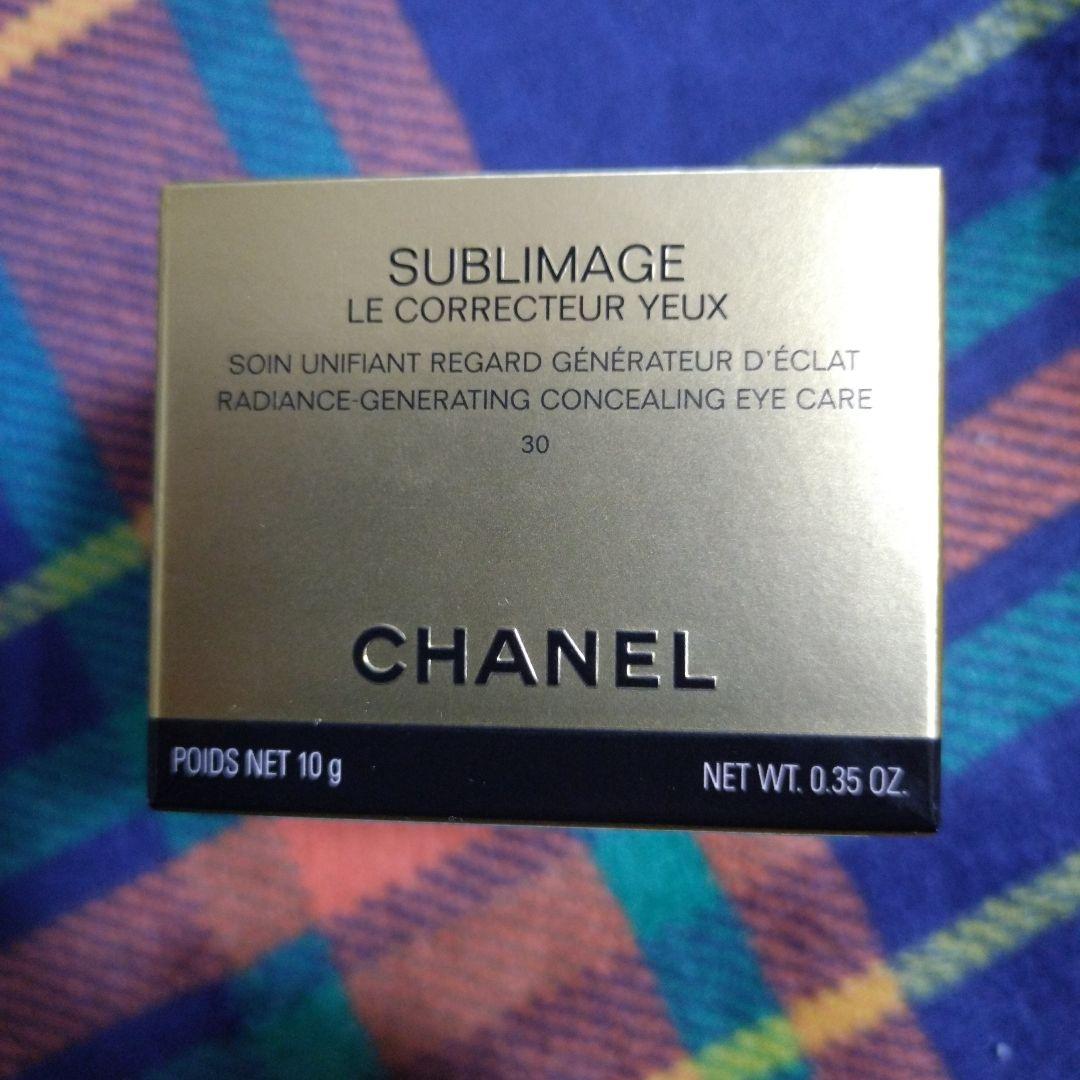 SUBLIMAGE
LE CORRECTEUR YEUX
SOIN UNIFIANT REGARD GÉNÉRATEUR D'ÉCLAT
RADIANCE-GENERATING CONCEALING EYE CARE
30
CHANEL
POIDS NET 10 g NET WT. 0.35 OZ.